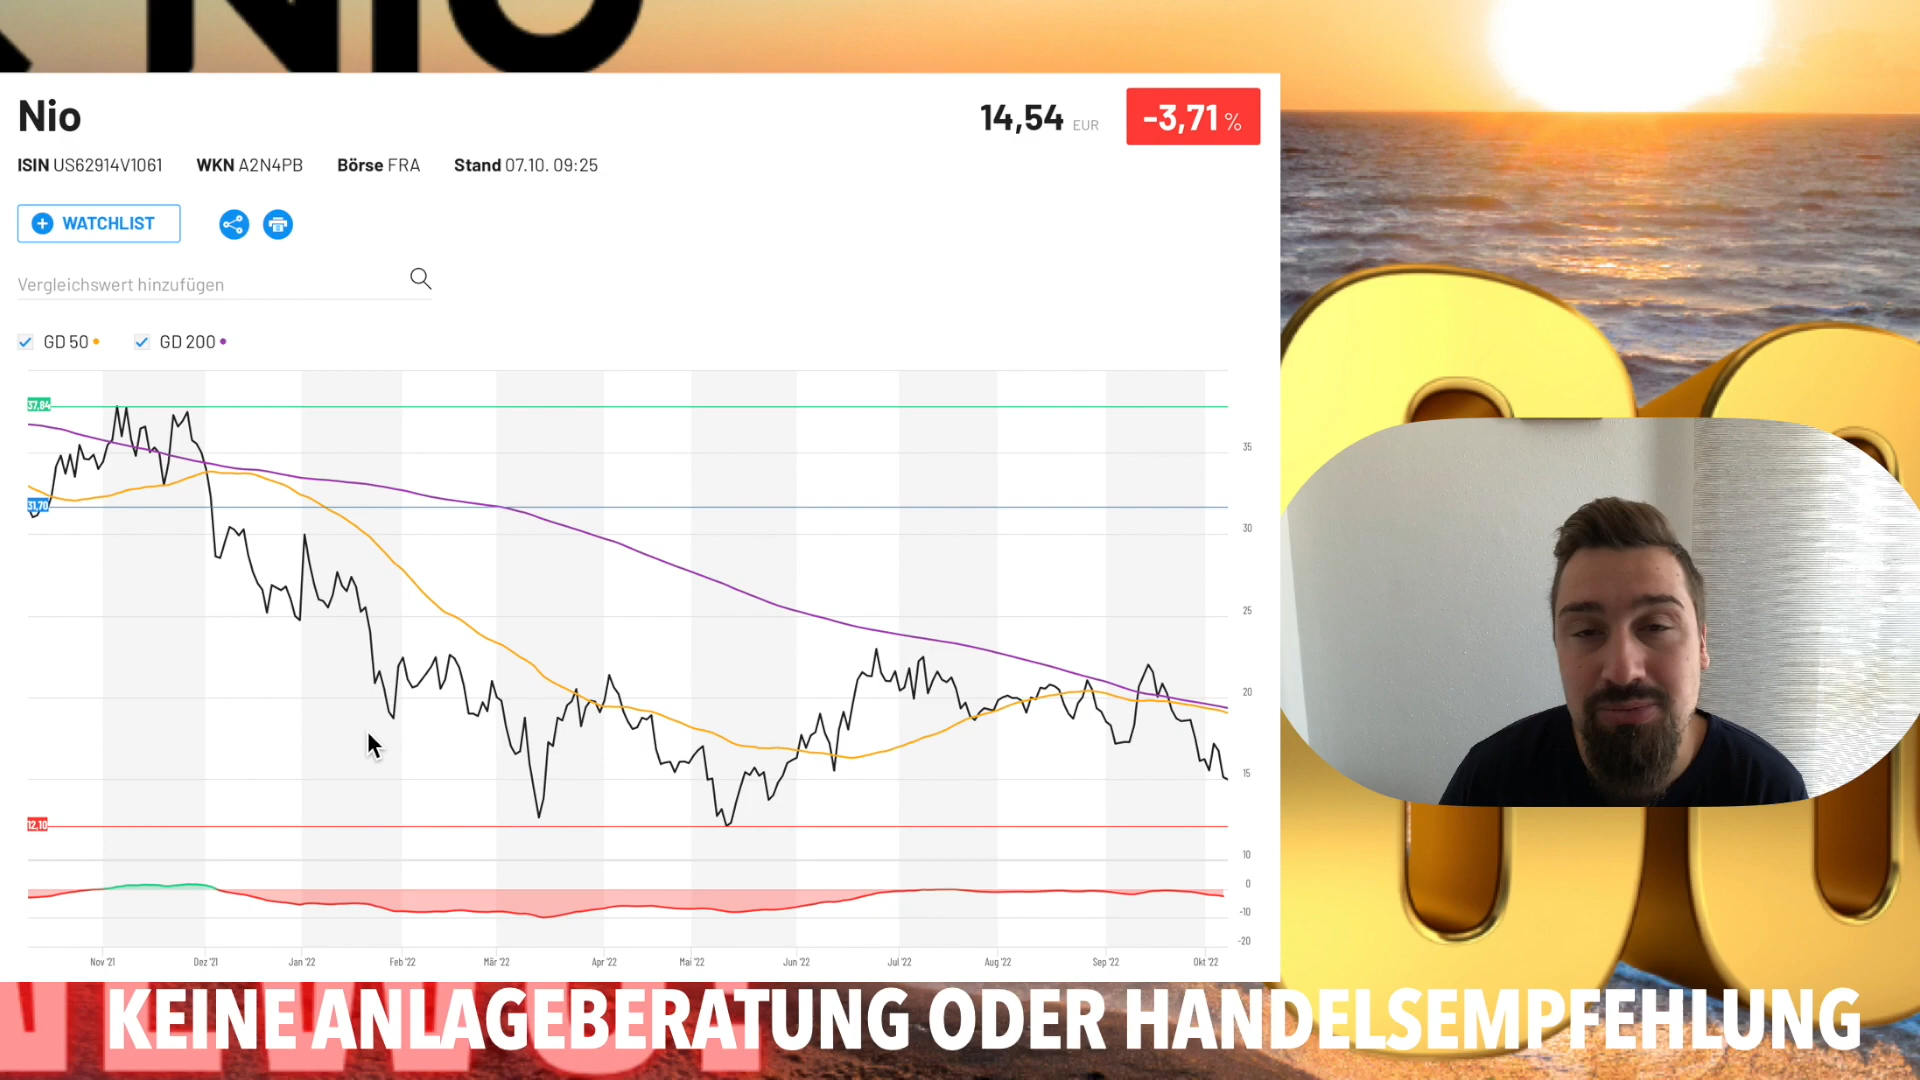 NIO
Nio
14,54 EUR
-3,71 %
ISIN US62914V1061 WKN A2N4PB Börse FRA Stand 07.10. 09:25
WATCHLIST
Vergleichswert hinzufügen
GD 50 GD 200
37,84
35
31,70
30
25
20
15
12,10
10
0
-10
-20
Nov '21 Dez '21 Jan '22 Feb '22 Mär '22 Apr '22 Mai '22 Jun '22 Jul '22 Aug '22 Sep '22 Okt '22
KEINE ANLAGEBERATUNG ODER HANDELSEMPFEHLUNG